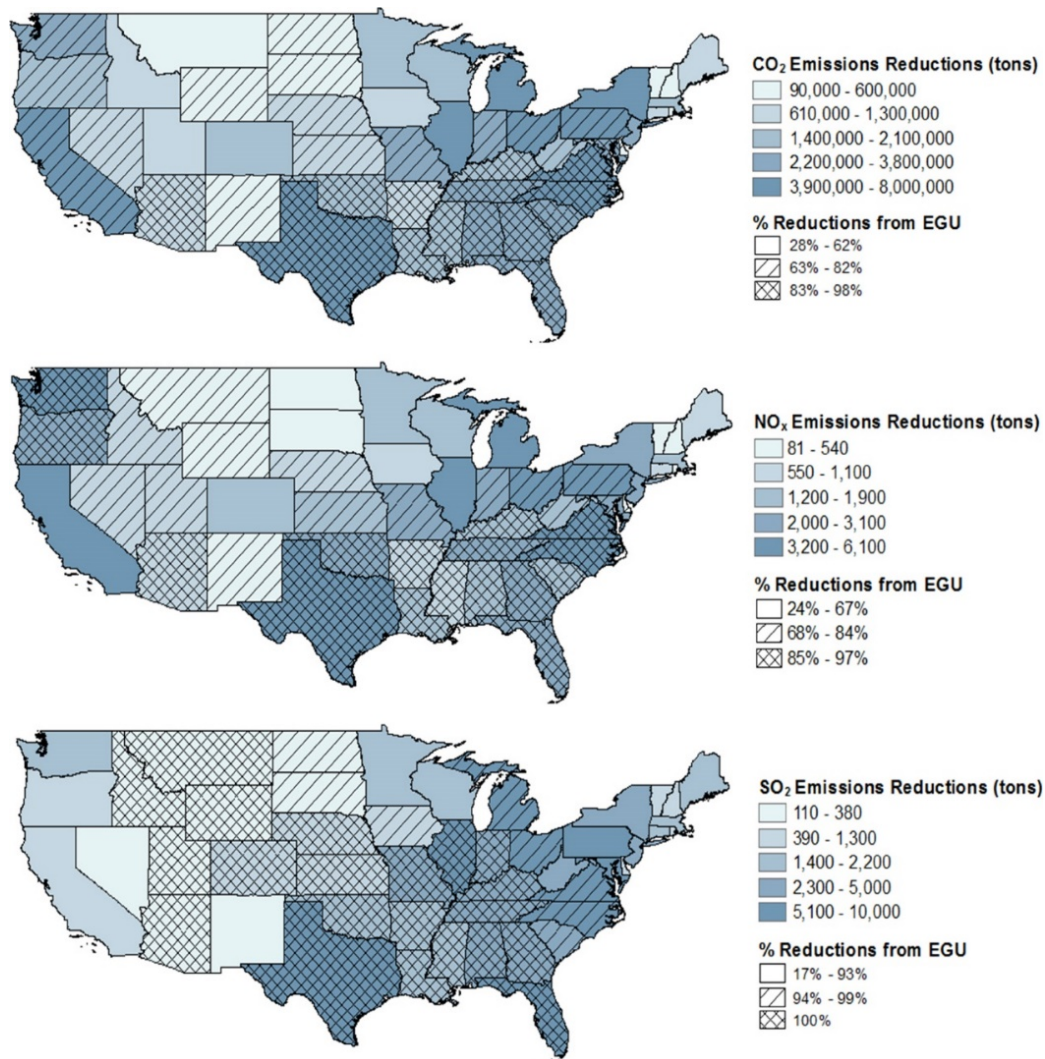 CO₂ Emissions Reductions (tons)
90,000 - 600,000
610,000 - 1,300,000
1,400,000 - 2,100,000
2,200,000 - 3,800,000
3,900,000 - 8,000,000
% Reductions from EGU
28% - 62%
63% - 82%
83% - 98%
NOₓ Emissions Reductions (tons)
81 - 540
550 - 1,100
1,200 - 1,900
2,000 - 3,100
3,200 - 6,100
% Reductions from EGU
24% - 67%
68% - 84%
85% - 97%
SO₂ Emissions Reductions (tons)
110 - 380
390 - 1,300
1,400 - 2,200
2,300 - 5,000
5,100 - 10,000
% Reductions from EGU
17% - 93%
94% - 99%
100%